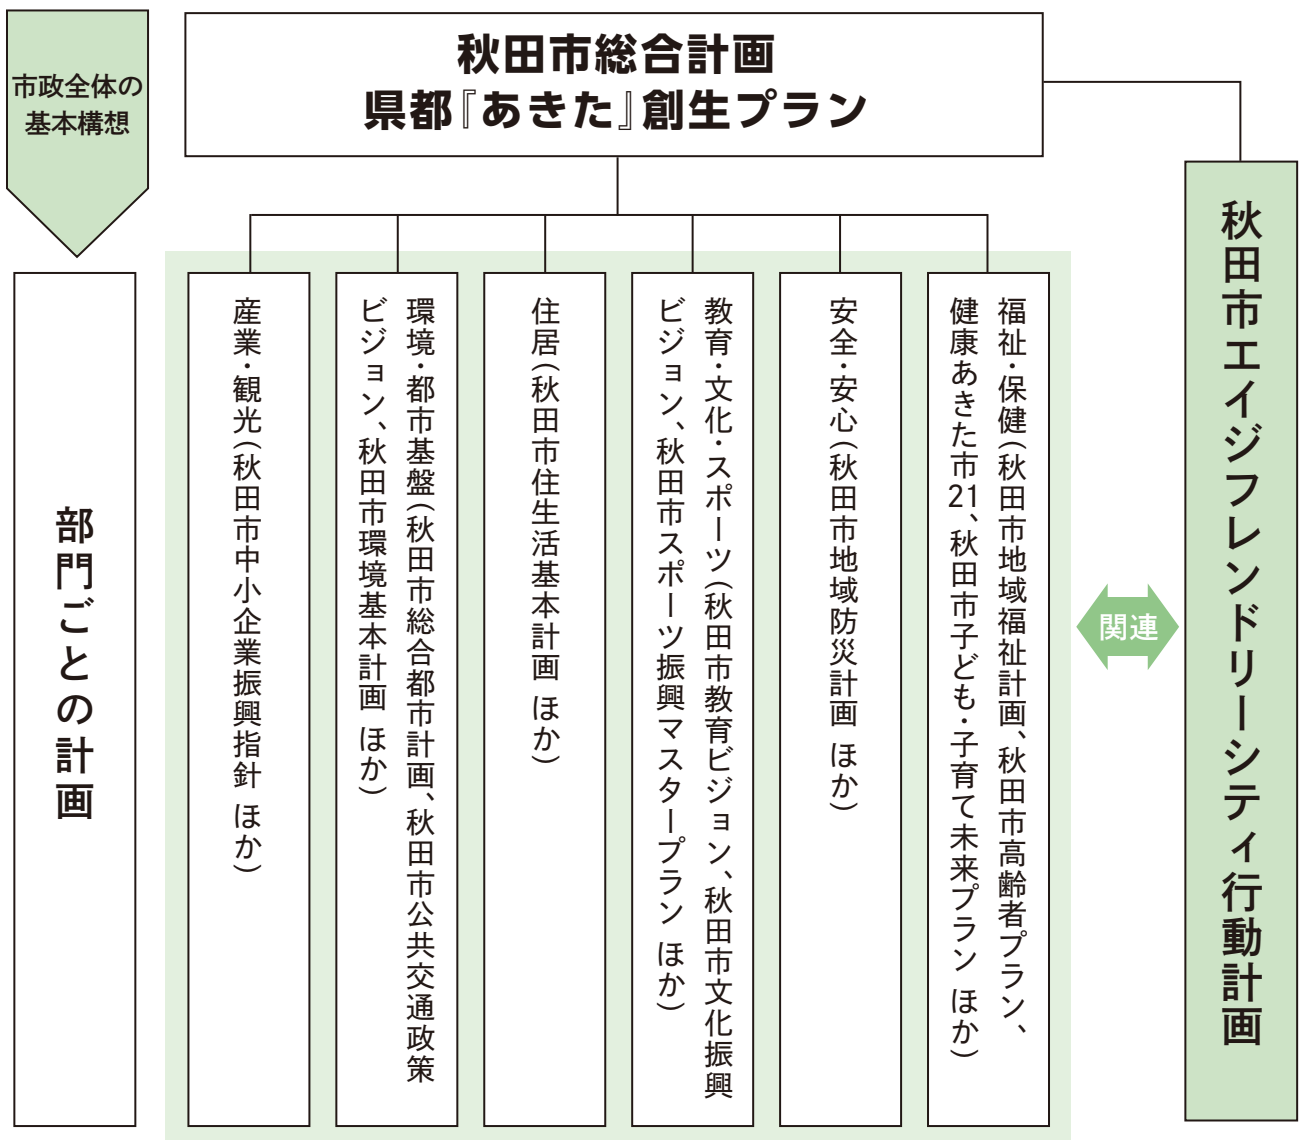 市政全体の
基本構想
秋田市総合計画
県都『あきた』創生プラン
部門ごとの計画
産業・観光(秋田市中小企業振興指針 ほか)
環境・都市基盤(秋田市総合都市計画、秋田市公共交通政策
ビジョン、秋田市環境基本計画 ほか)
住居(秋田市住生活基本計画 ほか)
教育・文化・スポーツ(秋田市教育ビジョン、秋田市文化振興
ビジョン、秋田市スポーツ振興マスタープラン ほか)
安全・安心(秋田市地域防災計画 ほか)
福祉・保健(秋田市地域福祉計画、秋田市高齢者プラン、
健康あきた市21、秋田市子ども・子育て未来プラン ほか)
関連
秋田市エイジフレンドリーシティ行動計画